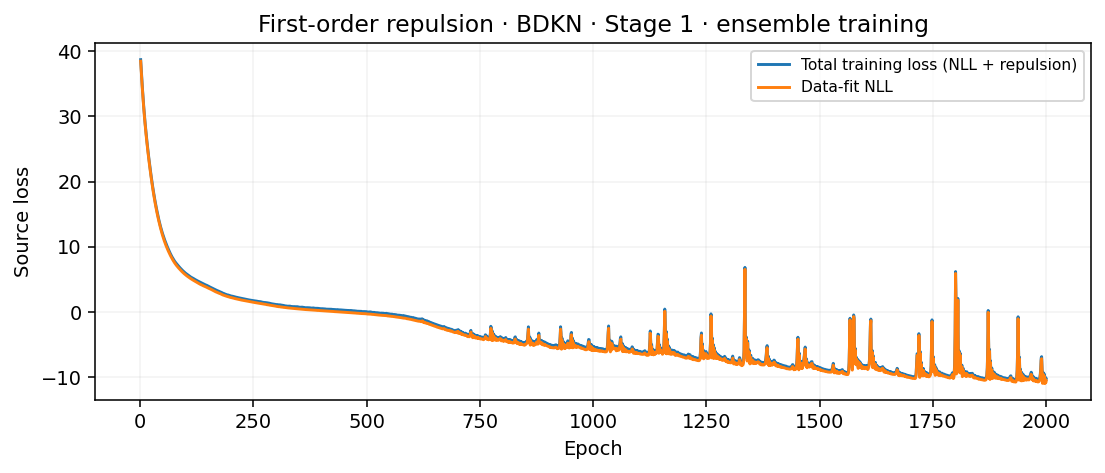 First-order repulsion · BDKN · Stage 1 · ensemble training
Total training loss (NLL + repulsion)
Data-fit NLL
Source loss
40
30
20
10
0
−10
0 250 500 750 1000 1250 1500 1750 2000
Epoch